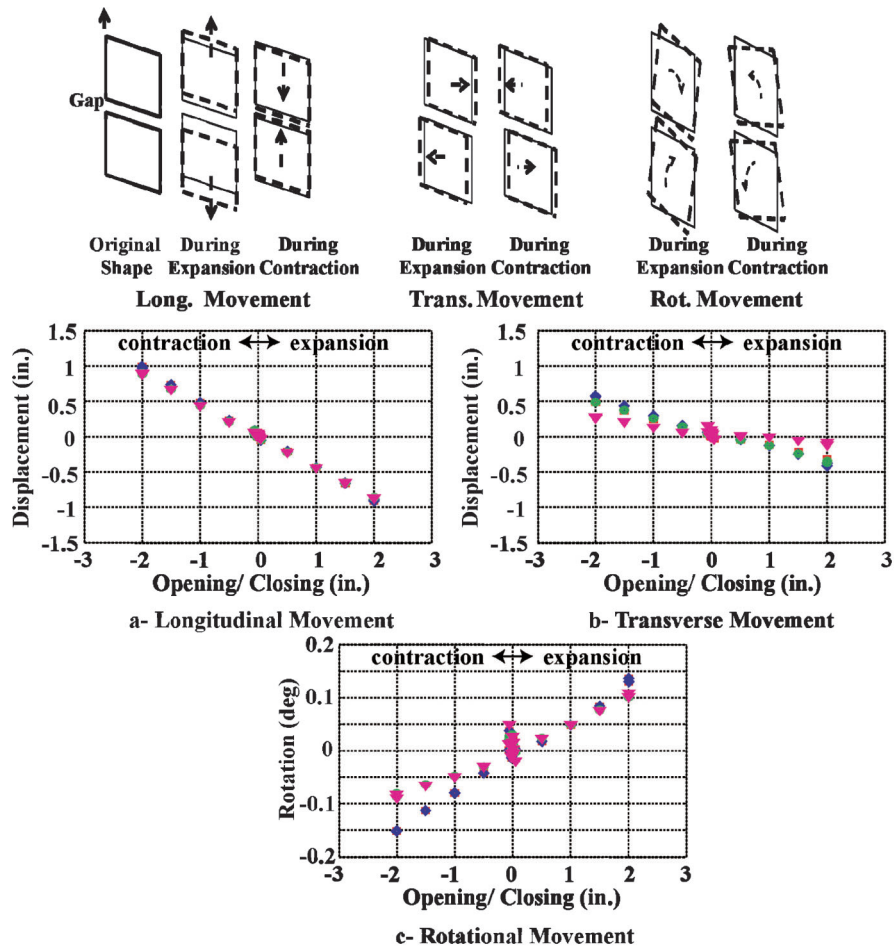 Gap
Original Shape
During Expansion
During Contraction
Long. Movement
During Expansion
During Contraction
Trans. Movement
During Expansion
During Contraction
Rot. Movement
contraction ↔ expansion
Displacement (in.)
1.5
1
0.5
0
-0.5
-1
-1.5
-3 -2 -1 0 1 2 3
Opening/ Closing (in.)
a- Longitudinal Movement
contraction ↔ expansion
Displacement (in.)
1.5
1
0.5
0
-0.5
-1
-1.5
-3 -2 -1 0 1 2 3
Opening/ Closing (in.)
b- Transverse Movement
contraction ↔ expansion
Rotation (deg)
0.2
0.1
0
-0.1
-0.2
-3 -2 -1 0 1 2 3
Opening/ Closing (in.)
c- Rotational Movement